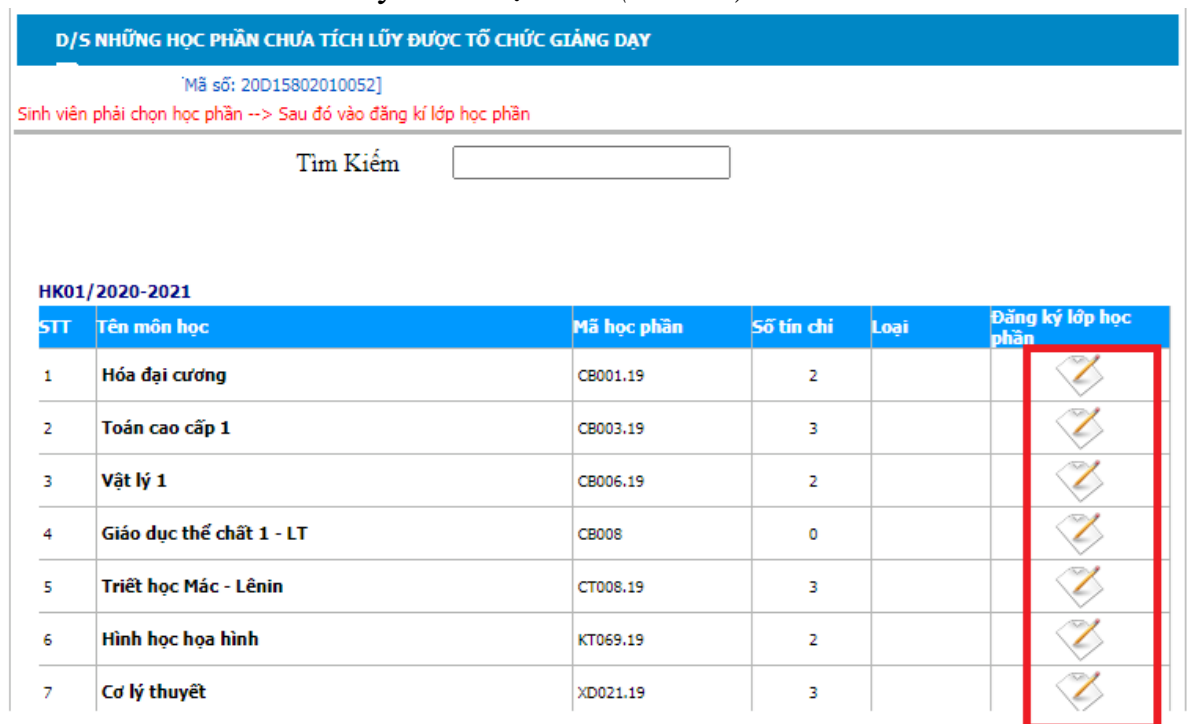 D/S NHỮNG HỌC PHẦN CHƯA TÍCH LŨY ĐƯỢC TỔ CHỨC GIẢNG DẠY
Mã số: 20D15802010052]
Sinh viên phải chọn học phần --> Sau đó vào đăng kí lớp học phần
Tìm Kiếm
HK01/2020-2021
STT Tên môn học Mã học phần Số tín chỉ Loại Đăng ký lớp học phần
1 Hóa đại cương CB001.19 2
2 Toán cao cấp 1 CB003.19 3
3 Vật lý 1 CB006.19 2
4 Giáo dục thể chất 1 - LT CB008 0
5 Triết học Mác - Lênin CT008.19 3
6 Hình học họa hình KT069.19 2
7 Cơ lý thuyết XD021.19 3